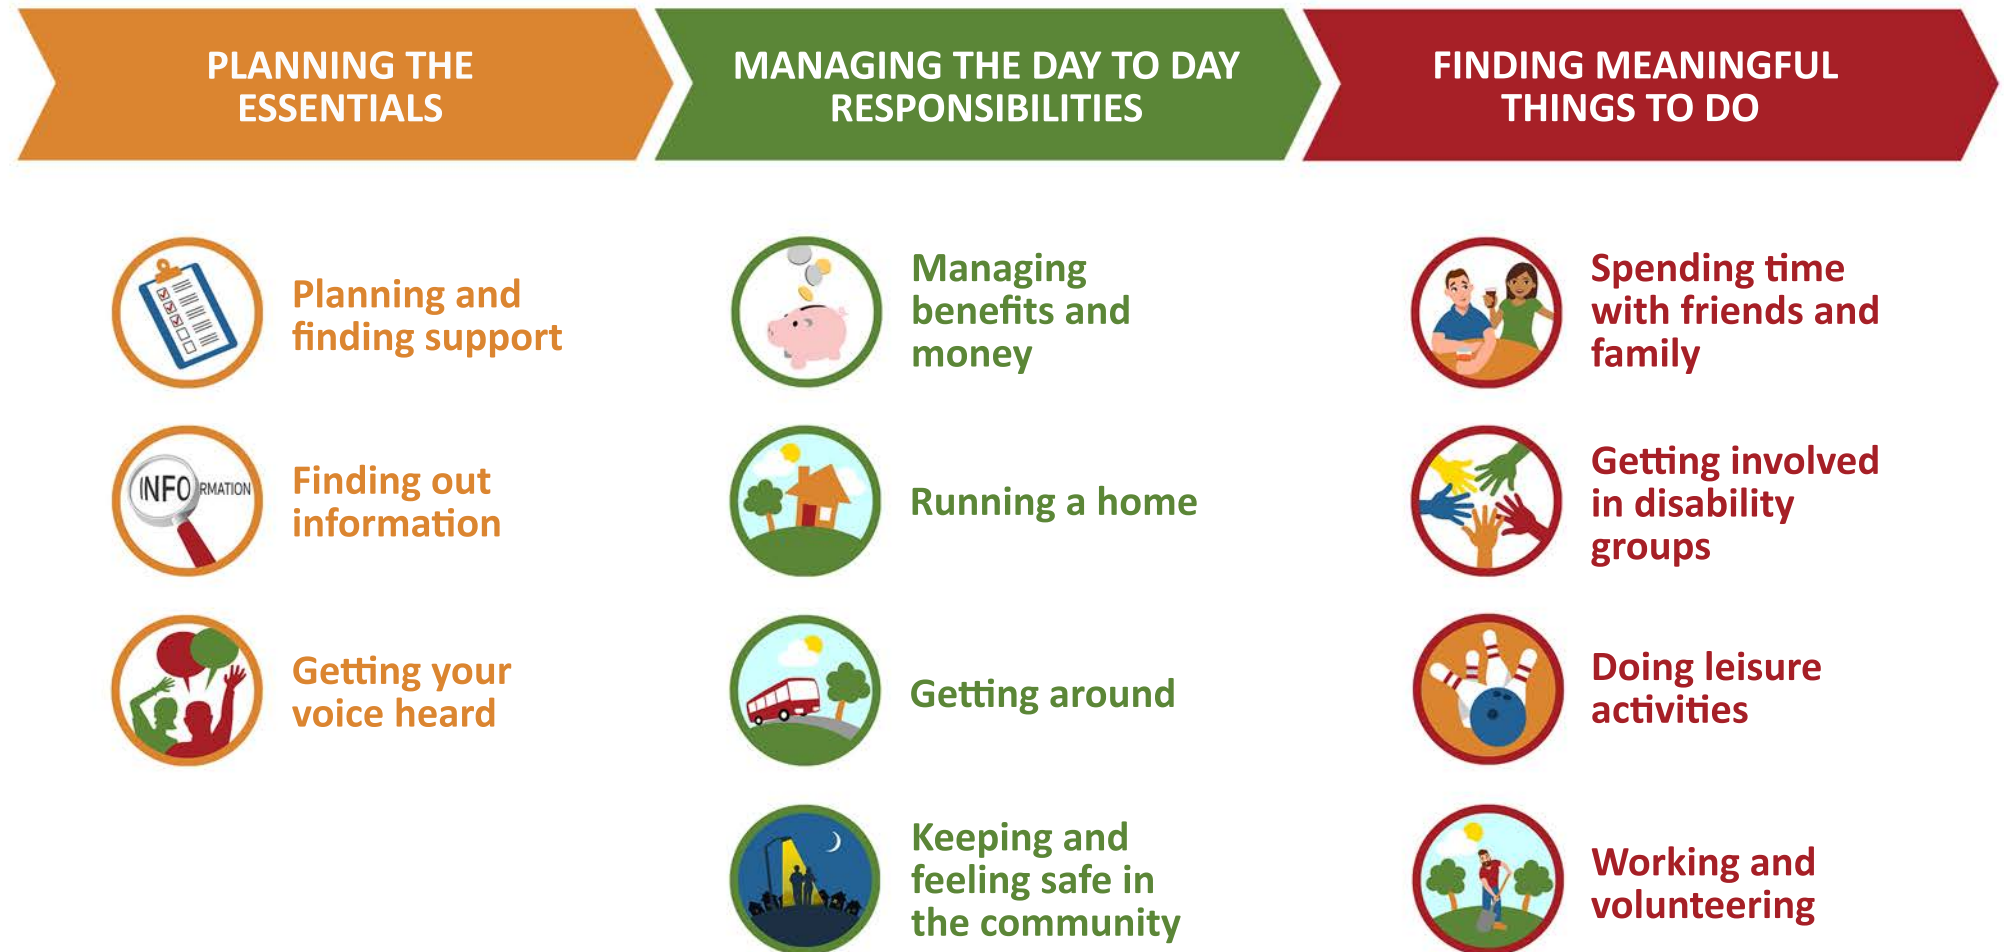 PLANNING THE
ESSENTIALS
MANAGING THE DAY TO DAY
RESPONSIBILITIES
FINDING MEANINGFUL
THINGS TO DO
Planning and
finding support
INFORMATION
Finding out
information
Getting your
voice heard
Managing
benefits and
money
Running a home
Getting around
Keeping and
feeling safe in
the community
Spending time
with friends and
family
Getting involved
in disability
groups
Doing leisure
activities
Working and
volunteering